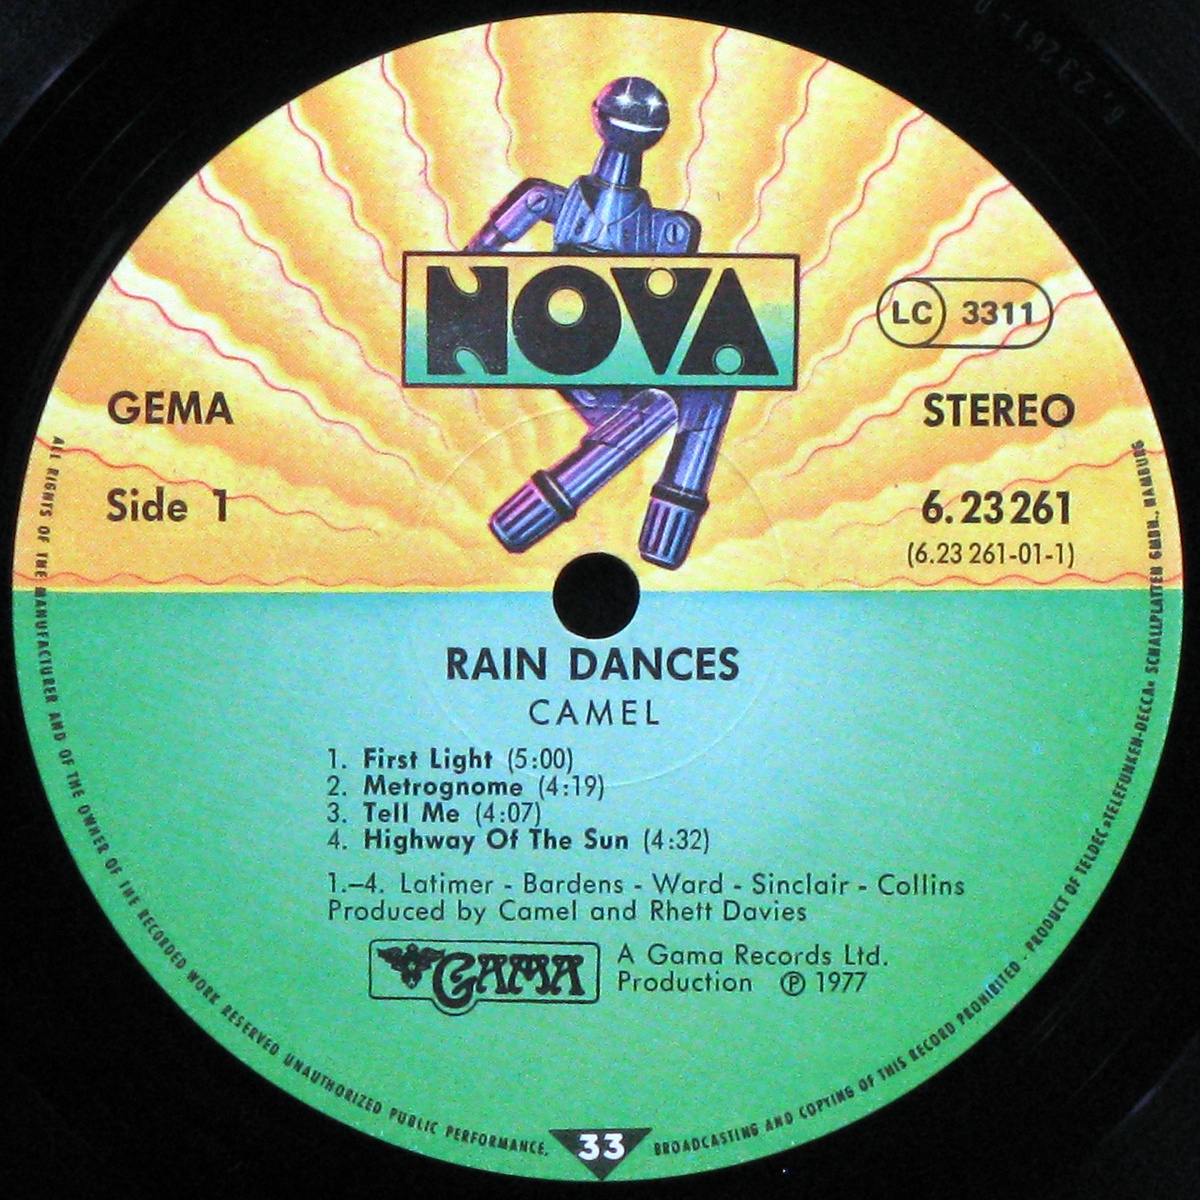 NOVA
LC 3311
GEMA
STEREO
Side 1
6.23261
(6.23 261-01-1)
RAIN DANCES
CAMEL
1. First Light (5:00)
2. Metrognome (4:19)
3. Tell Me (4:07)
4. Highway Of The Sun (4:32)
1.–4. Latimer - Bardens - Ward - Sinclair - Collins
Produced by Camel and Rhett Davies
GAMA
A Gama Records Ltd.
Production ℗ 1977
ALL RIGHTS OF THE MANUFACTURER AND OF THE OWNER OF THE RECORDED WORK RESERVED UNAUTHORIZED PUBLIC PERFORMANCE, BROADCASTING AND COPYING OF THIS RECORD PROHIBITED - PRODUCT OF TELDEC »TELEFUNKEN-DECCA« SCHALLPLATTEN GMBH., HAMBURG
33